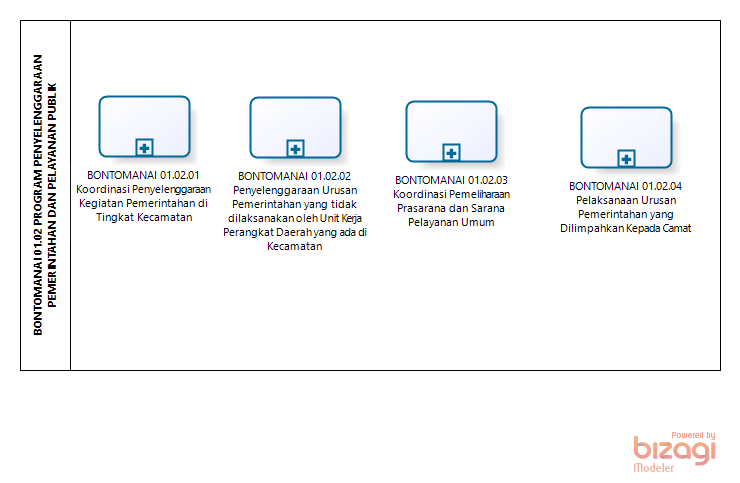 BONTOMANAI 01.02 PROGRAM PENYELENGGARAAN
PEMERINTAHAN DAN PELAYANAN PUBLIK
BONTOMANAI 01.02.01
Koordinasi Penyelenggaraan
Kegiatan Pemerintahan di
Tingkat Kecamatan
BONTOMANAI 01.02.02
Penyelenggaraan Urusan
Pemerintahan yang tidak
dilaksanakan oleh Unit Kerja
Perangkat Daerah yang ada di
Kecamatan
BONTOMANAI 01.02.03
Koordinasi Pemeliharaan
Prasarana dan Sarana
Pelayanan Umum
BONTOMANAI 01.02.04
Pelaksanaan Urusan
Pemerintahan yang
Dilimpahkan Kepada Camat
Powered by
bizagi
Modeler